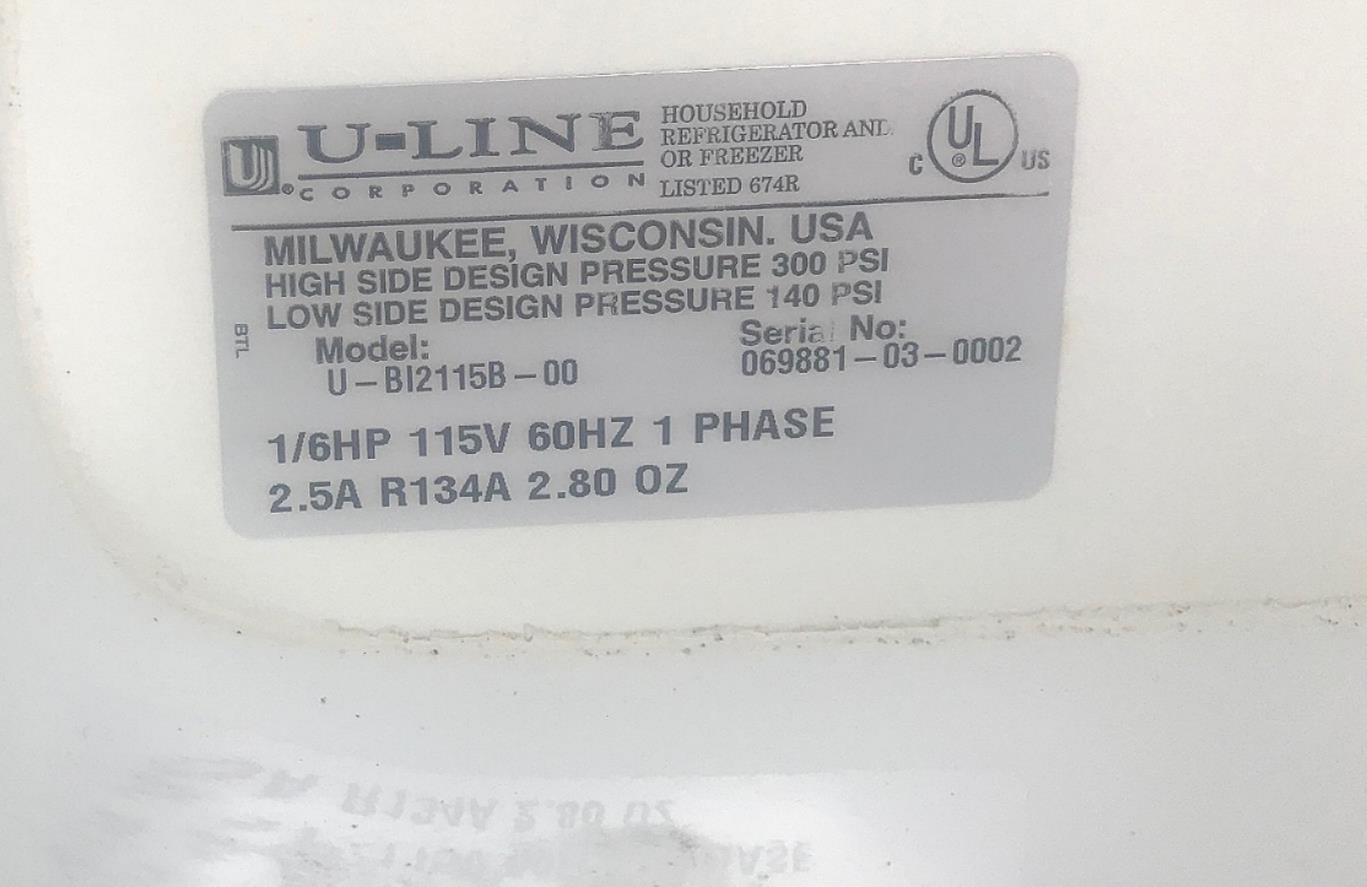 U-LINE
CORPORATION
HOUSEHOLD
REFRIGERATOR AND
OR FREEZER
LISTED 674R
C UL US
MILWAUKEE, WISCONSIN. USA
HIGH SIDE DESIGN PRESSURE 300 PSI
LOW SIDE DESIGN PRESSURE 140 PSI
BTL
Model: Serial No:
U-BI2115B-00 069881-03-0002
1/6HP 115V 60HZ 1 PHASE
2.5A R134A 2.80 OZ